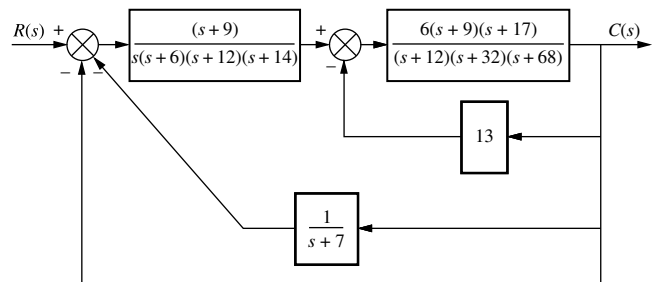 R(s) + (s + 9) + 6(s + 9)(s + 17) C(s)
s(s + 6)(s + 12)(s + 14) (s + 12)(s + 32)(s + 68)
− − −
13
1
s + 7